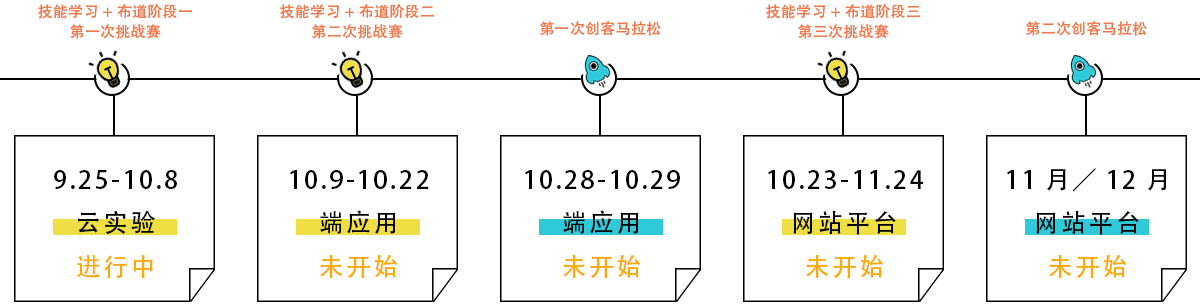 技能学习 + 布道阶段一
第一次挑战赛
9.25-10.8
云实验
进行中
技能学习 + 布道阶段二
第二次挑战赛
10.9-10.22
端应用
未开始
第一次创客马拉松
10.28-10.29
端应用
未开始
技能学习 + 布道阶段三
第三次挑战赛
10.23-11.24
网站平台
未开始
第二次创客马拉松
11 月／ 12 月
网站平台
未开始